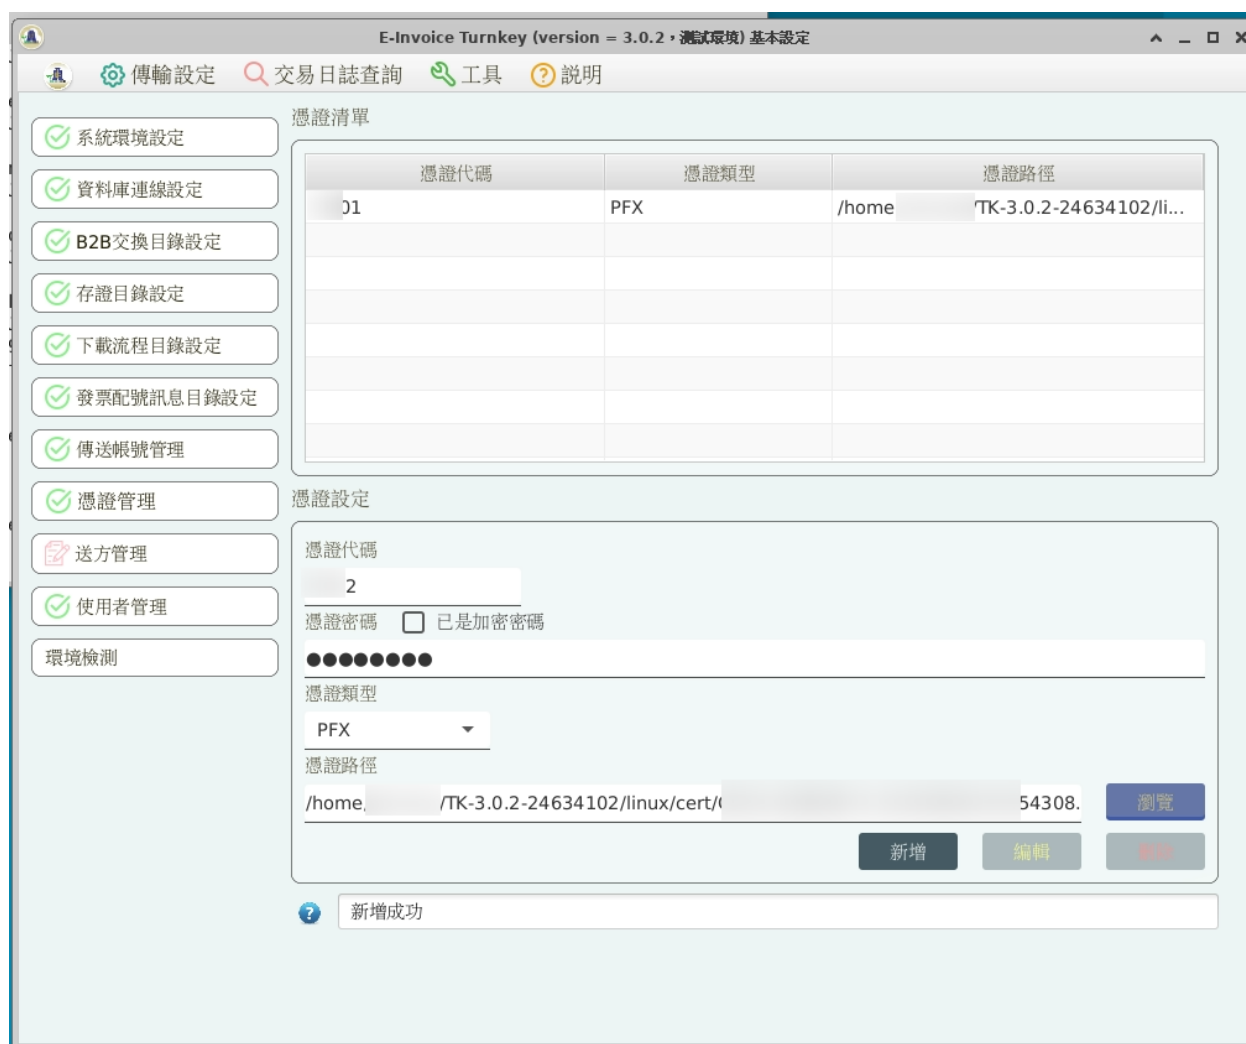 E-Invoice Turnkey (version = 3.0.2，測試環境) 基本設定
傳輸設定 交易日誌查詢 工具 說明
系統環境設定
資料庫連線設定
B2B交換目錄設定
存證目錄設定
下載流程目錄設定
發票配號訊息目錄設定
傳送帳號管理
憑證管理
送方管理
使用者管理
環境檢測
憑證清單
憑證代碼 憑證類型 憑證路徑
01 PFX /home /TK-3.0.2-24634102/li...
憑證設定
憑證代碼
2
憑證密碼 已是加密密碼
●●●●●●●●
憑證類型
PFX
憑證路徑
/home /TK-3.0.2-24634102/linux/cert/ 54308. 瀏覽
新增 編輯
新增成功